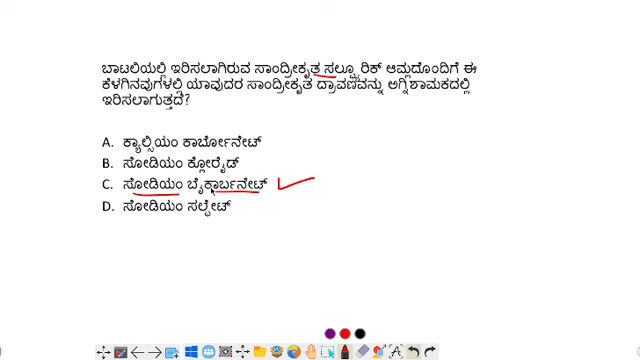 ಬಾಟಲಿಯಲ್ಲಿ ಇರಿಸಲಾಗಿರುವ ಸಾಂದ್ರೀಕೃತ ಸಲ್ಫ್ಯೂರಿಕ್ ಆಮ್ಲದೊಂದಿಗೆ ಈ
ಕೆಳಗಿನವುಗಳಲ್ಲಿ ಯಾವುದರ ಸಾಂದ್ರೀಕೃತ ದ್ರಾವಣವನ್ನು ಅಗ್ನಿಶಾಮಕದಲ್ಲಿ
ಇರಿಸಲಾಗುತ್ತದೆ?
A. ಕ್ಯಾಲ್ಸಿಯಂ ಕಾರ್ಬೋನೇಟ್
B. ಸೋಡಿಯಂ ಕ್ಲೋರೈಡ್
C. ಸೋಡಿಯಂ ಬೈಕಾರ್ಬನೇಟ್
D. ಸೋಡಿಯಂ ಸಲ್ಫೇಟ್